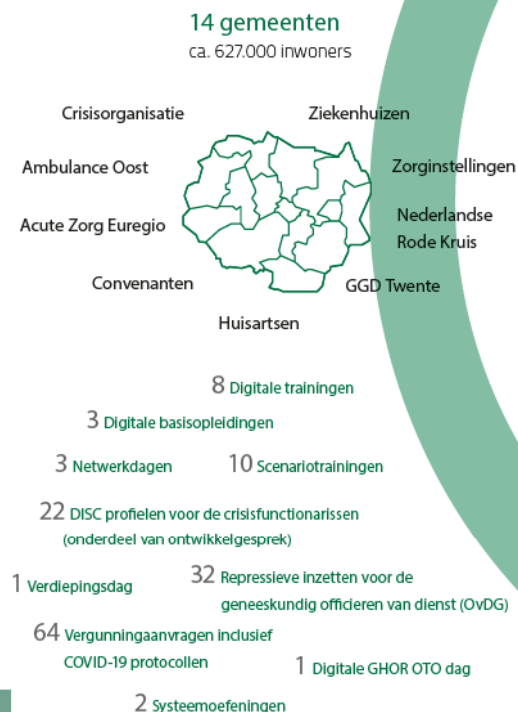 14 gemeenten
ca. 627.000 inwoners
Crisisorganisatie
Ziekenhuizen
Ambulance Oost
Zorginstellingen
Acute Zorg Euregio
Nederlandse
Rode Kruis
Convenanten
GGD Twente
Huisartsen
8 Digitale trainingen
3 Digitale basisopleidingen
3 Netwerkdagen
10 Scenariotrainingen
22 DISC profielen voor de crisisfunctionarissen
(onderdeel van ontwikkelgesprek)
1 Verdiepingsdag
32 Repressieve inzetten voor de
geneeskundig officieren van dienst (OvDG)
64 Vergunningaanvragen inclusief
COVID-19 protocollen
1 Digitale GHOR OTO dag
2 Systeemoefeningen